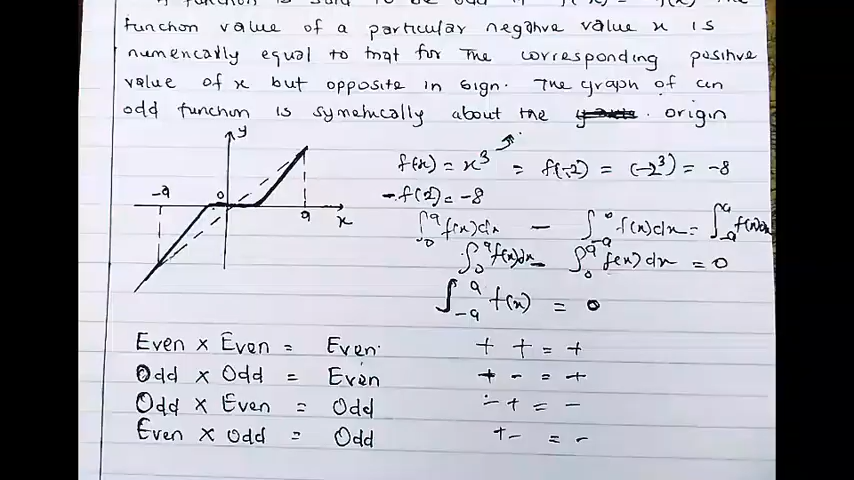 function value of a particular negative value x is
numerically equal to that for the corresponding positive
value of x but opposite in sign. The graph of an
odd function is symetrically about the origin
y
f(x) = x³ = f(-2) = (-2³) = -8
-a 0 a x
-f(2) = -8
∫₀ᵃ f(x)dx - ∫₋ₐ⁰ f(x)dx = ∫₋ₐᵃ f(x)dx
∫₀ᵃ f(x)dx - ∫₀ᵃ f(x)dx = 0
∫₋ₐᵃ f(x) = 0
Even x Even = Even + + = +
Odd x Odd = Even + - = +
Odd x Even = Odd - + = -
Even x Odd = Odd + - = -